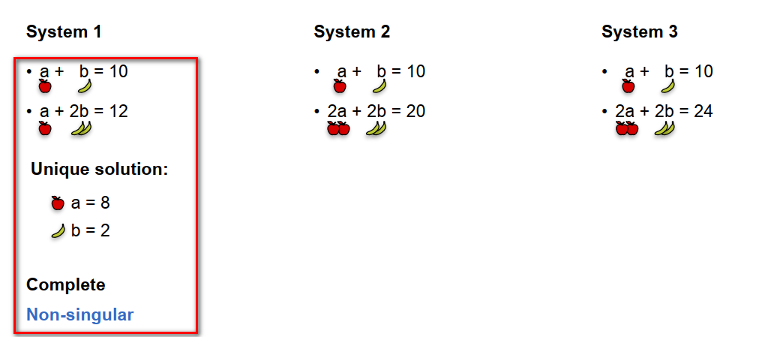 System 1
• a + b = 10
• a + 2b = 12
Unique solution:
a = 8
b = 2
Complete
Non-singular
System 2
• a + b = 10
• 2a + 2b = 20
System 3
• a + b = 10
• 2a + 2b = 24